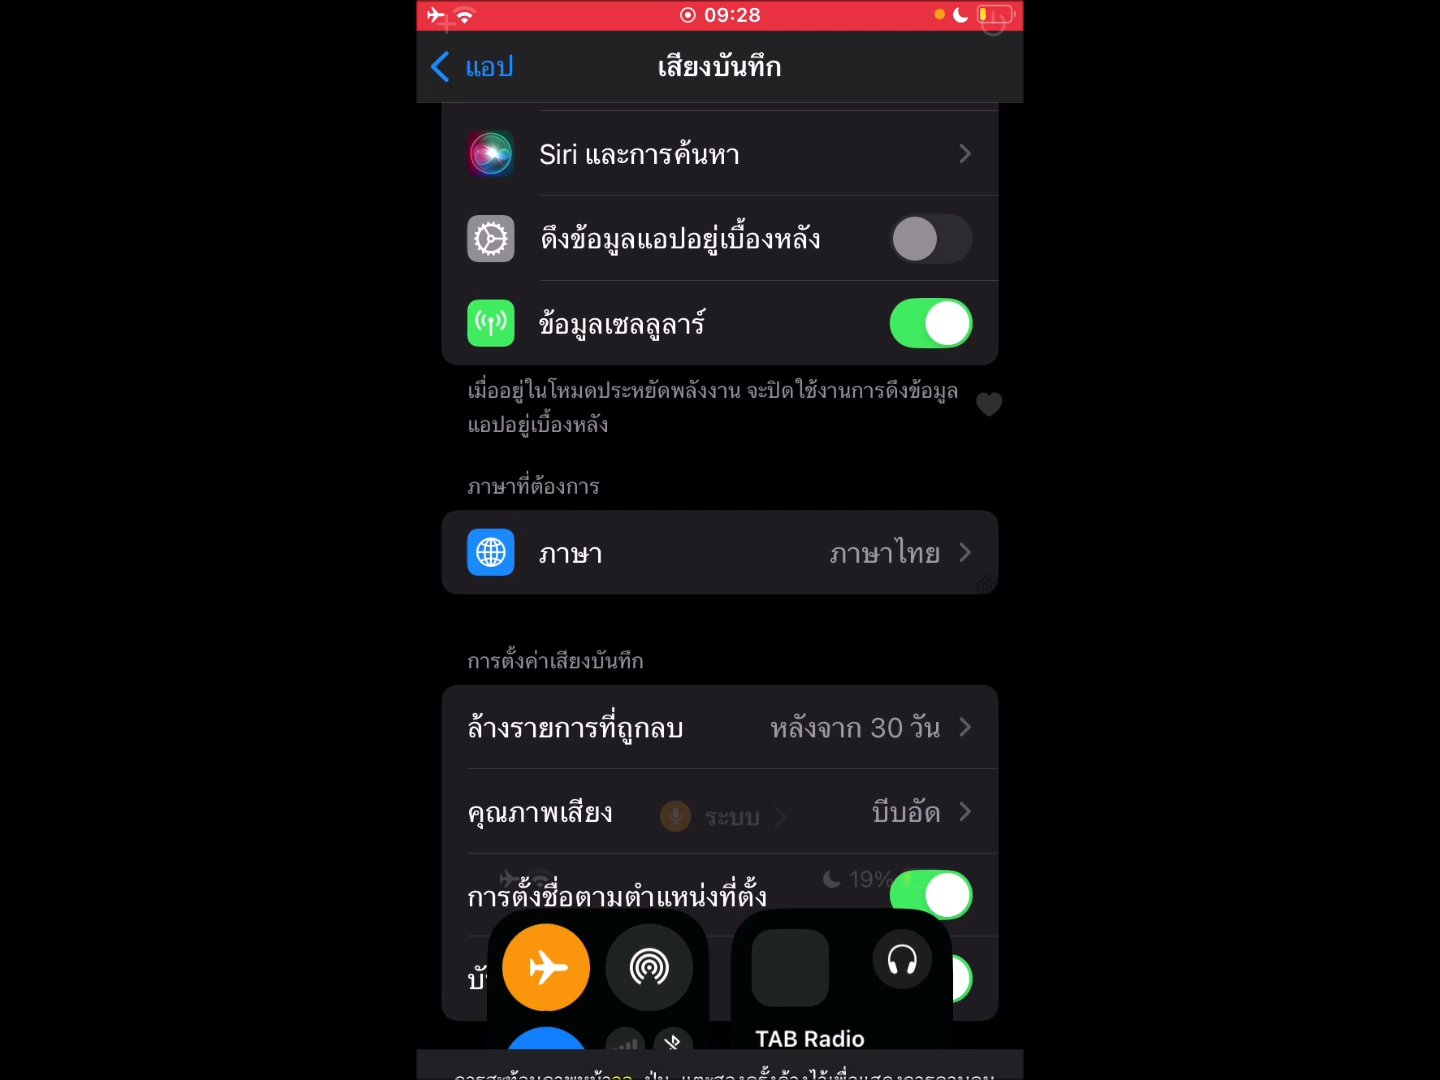 09:28
แอป
เสียงบันทึก
Siri และการค้นหา
ดึงข้อมูลแอปอยู่เบื้องหลัง
ข้อมูลเซลลูลาร์
เมื่ออยู่ในโหมดประหยัดพลังงาน จะปิดใช้งานการดึงข้อมูล
แอปอยู่เบื้องหลัง
ภาษาที่ต้องการ
ภาษา ภาษาไทย
การตั้งค่าเสียงบันทึก
ล้างรายการที่ถูกลบ หลังจาก 30 วัน
คุณภาพเสียง ระบบ บีบอัด
19%
การตั้งชื่อตามตำแหน่งที่ตั้ง
TAB Radio